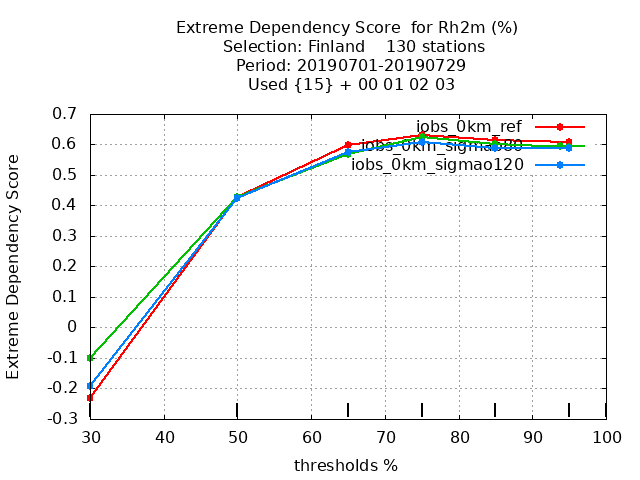 Extreme Dependency Score for Rh2m (%)
Selection: Finland 130 stations
Period: 20190701-20190729
Used {15} + 00 01 02 03
Extreme Dependency Score
0.7
0.6
0.5
0.4
0.3
0.2
0.1
0
-0.1
-0.2
-0.3
iobs_0km_ref
iobs_0km_sigmao80
iobs_0km_sigmao120
30 40 50 60 70 80 90 100
thresholds %